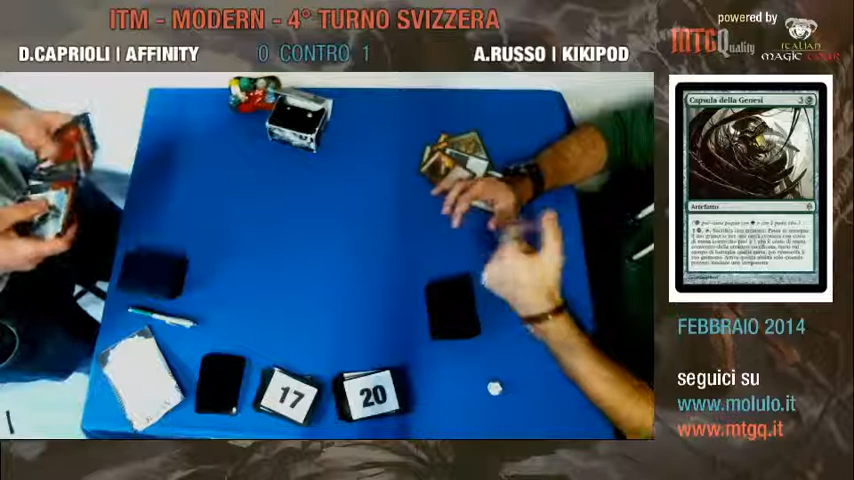 ITM - MODERN - 4° TURNO SVIZZERA
powered by
MTGQuality
ITALIAN
MAGIC TOUR
D.CAPRIOLI | AFFINITY
0 CONTRO 1
A.RUSSO | KIKIPOD
Capsula della Genesi
Artefatto
17
20
FEBBRAIO 2014
seguici su
www.molulo.it
www.mtgq.it